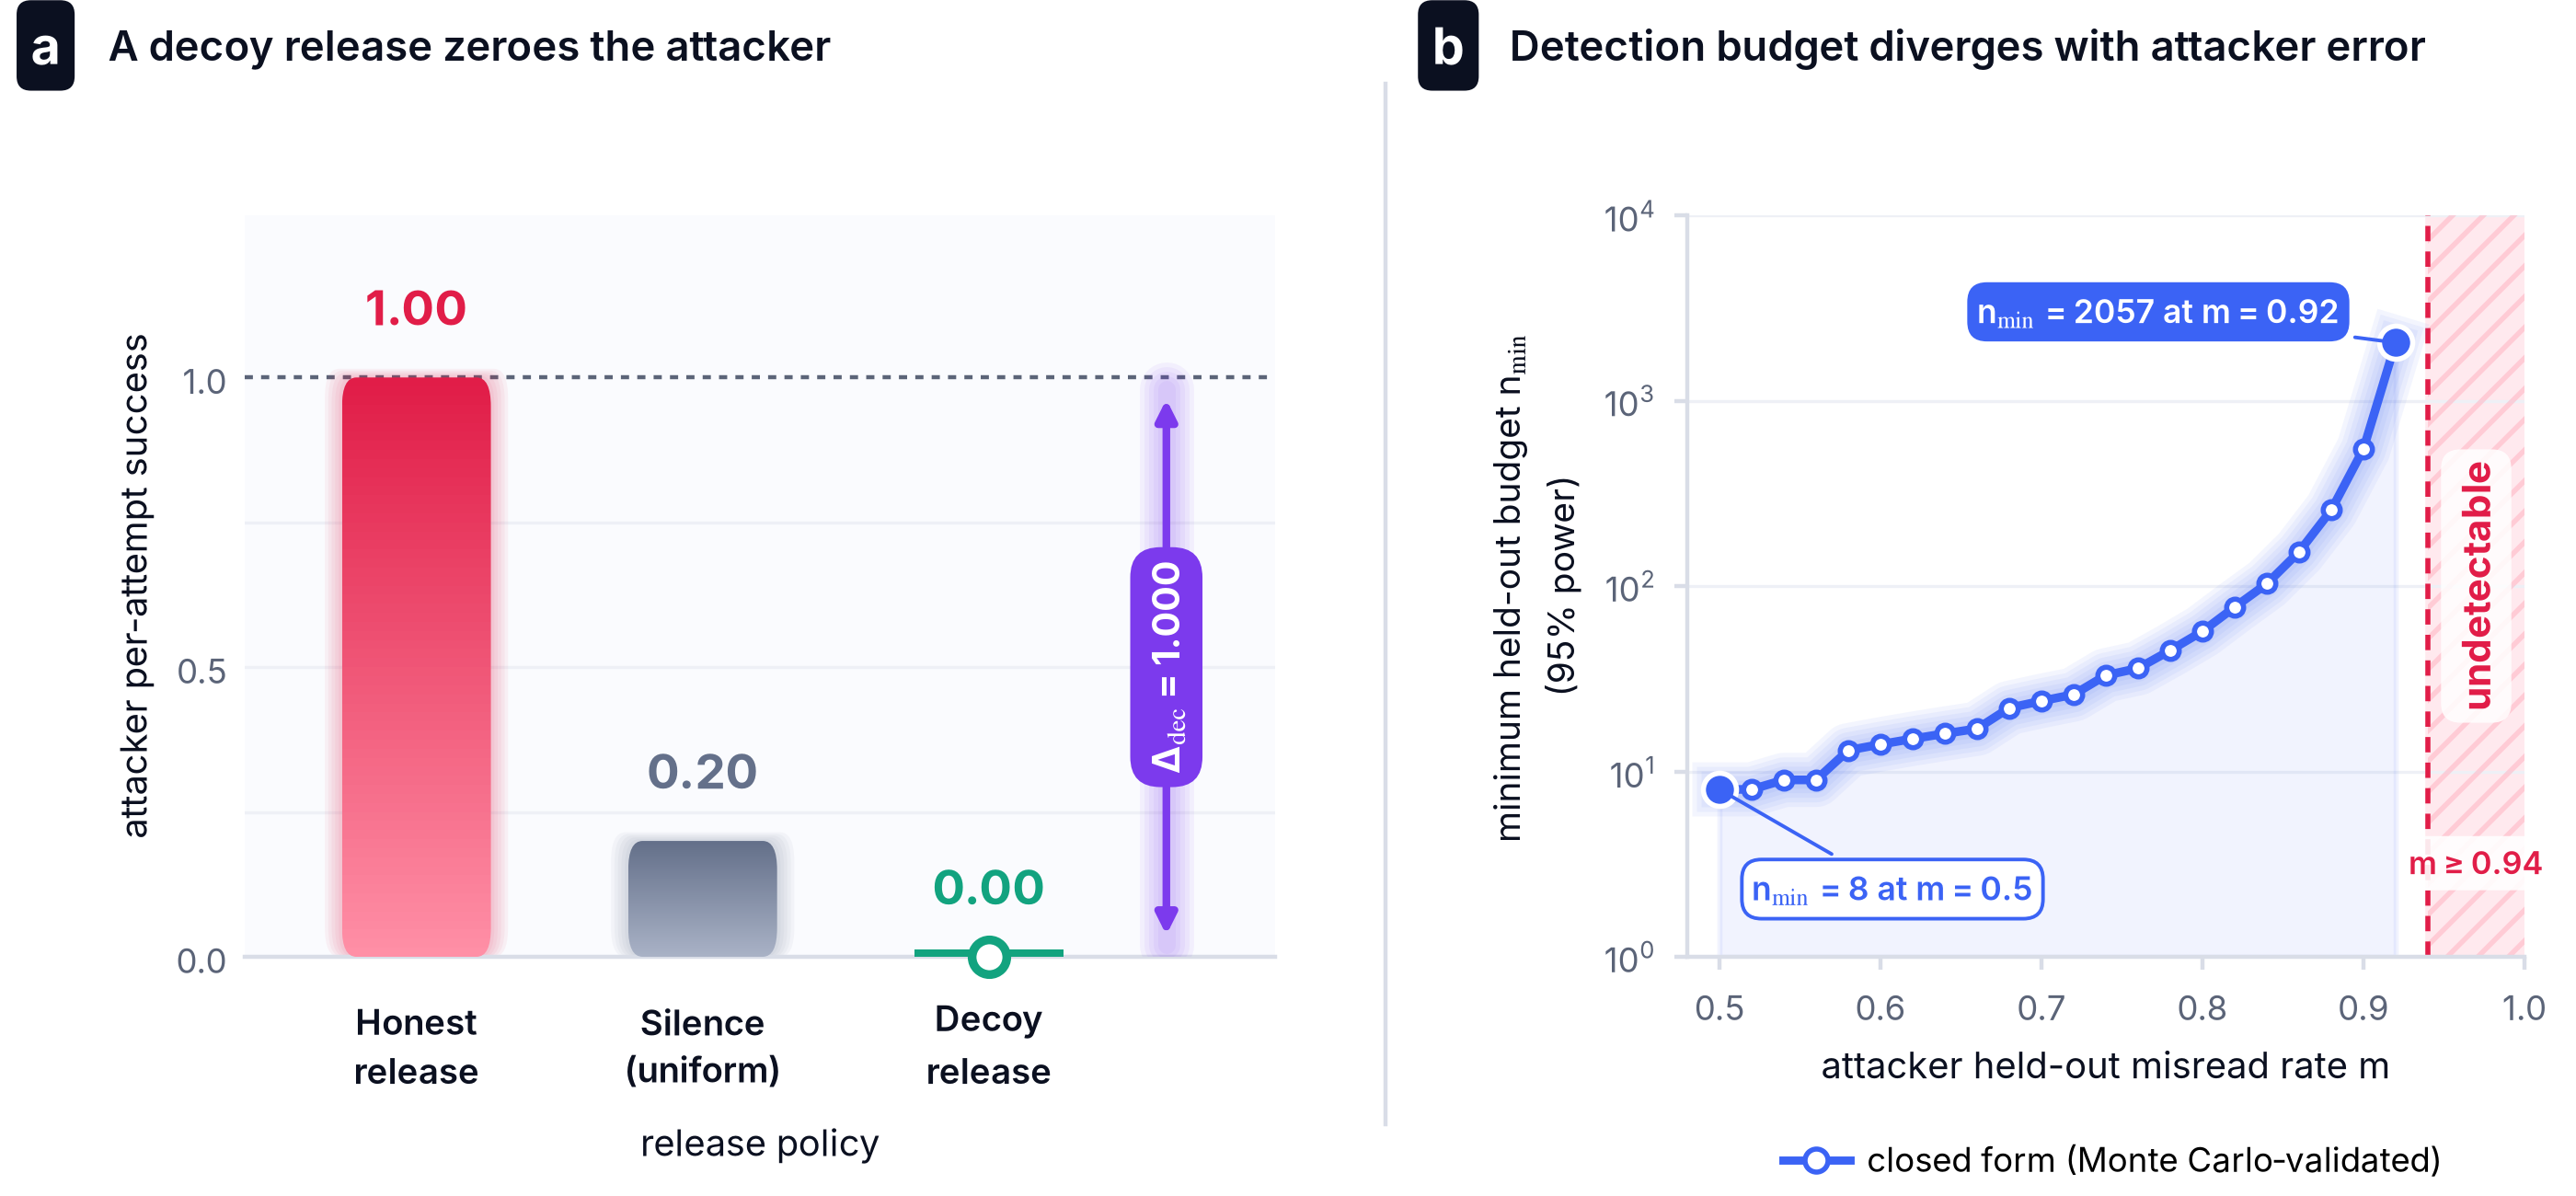 a
A decoy release zeroes the attacker
attacker per-attempt success
1.0
0.5
0.0
1.00
0.20
0.00
Δdec = 1.000
Honest
release
Silence
(uniform)
Decoy
release
release policy
b
Detection budget diverges with attacker error
minimum held-out budget nmin
(95% power)
10⁴
10³
10²
10¹
10⁰
nmin = 2057 at m = 0.92
nmin = 8 at m = 0.5
undetectable
m ≥ 0.94
0.5
0.6
0.7
0.8
0.9
1.0
attacker held-out misread rate m
closed form (Monte Carlo-validated)